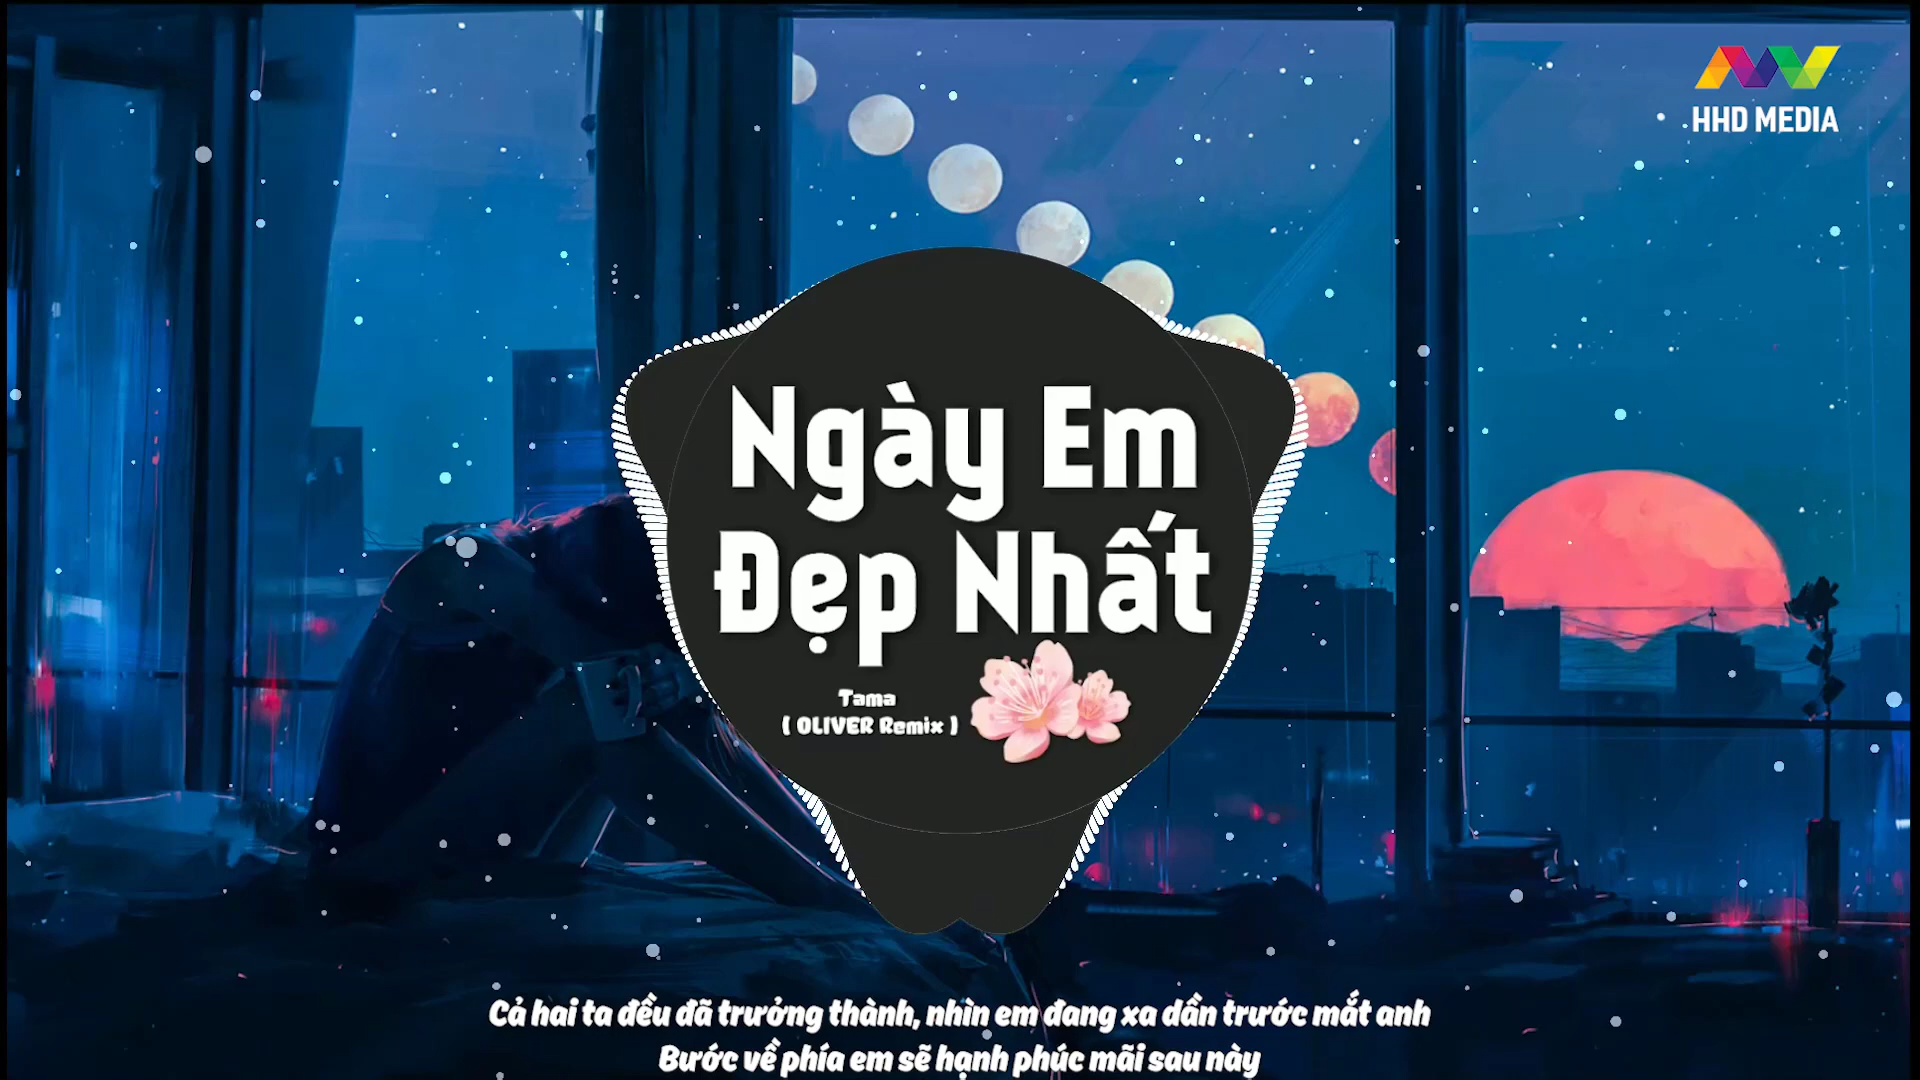 HHD MEDIA
Ngày Em
Đẹp Nhất
Tama
( OLIVER Remix )
Cả hai ta đều đã trưởng thành, nhìn em đang xa dần trước mắt anh
Bước về phía em sẽ hạnh phúc mãi sau này